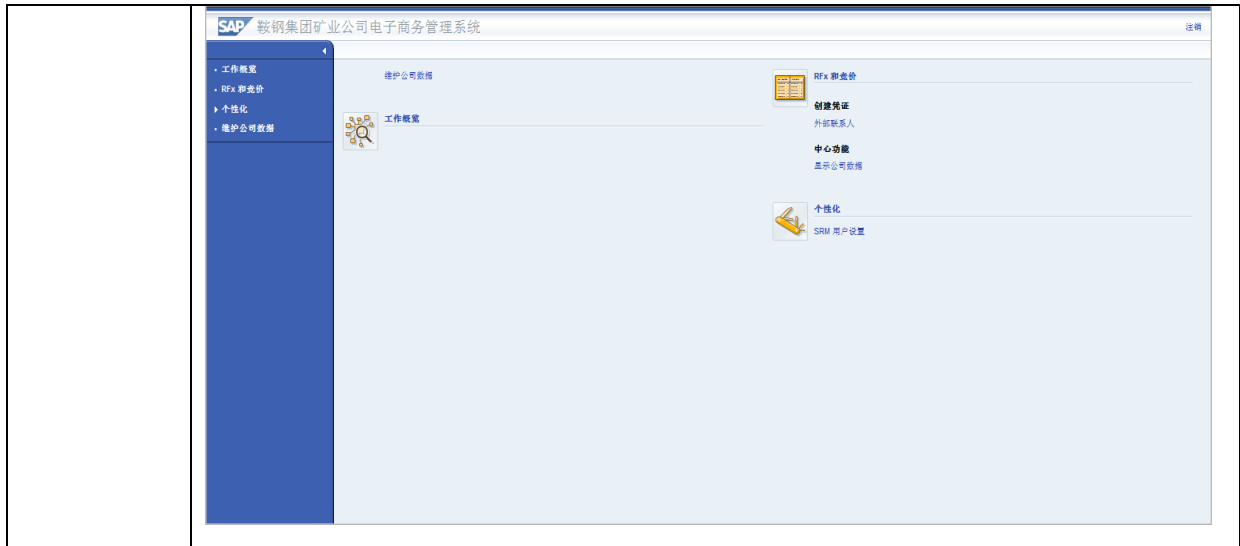 SAP 鞍钢集团矿业公司电子商务管理系统
注销
工作概览
RFx 和竞价
个性化
维护公司数据
维护公司数据
工作概览
RFx 和竞价
创建凭证
外部联系人
中心功能
显示公司数据
个性化
SRM 用户设置